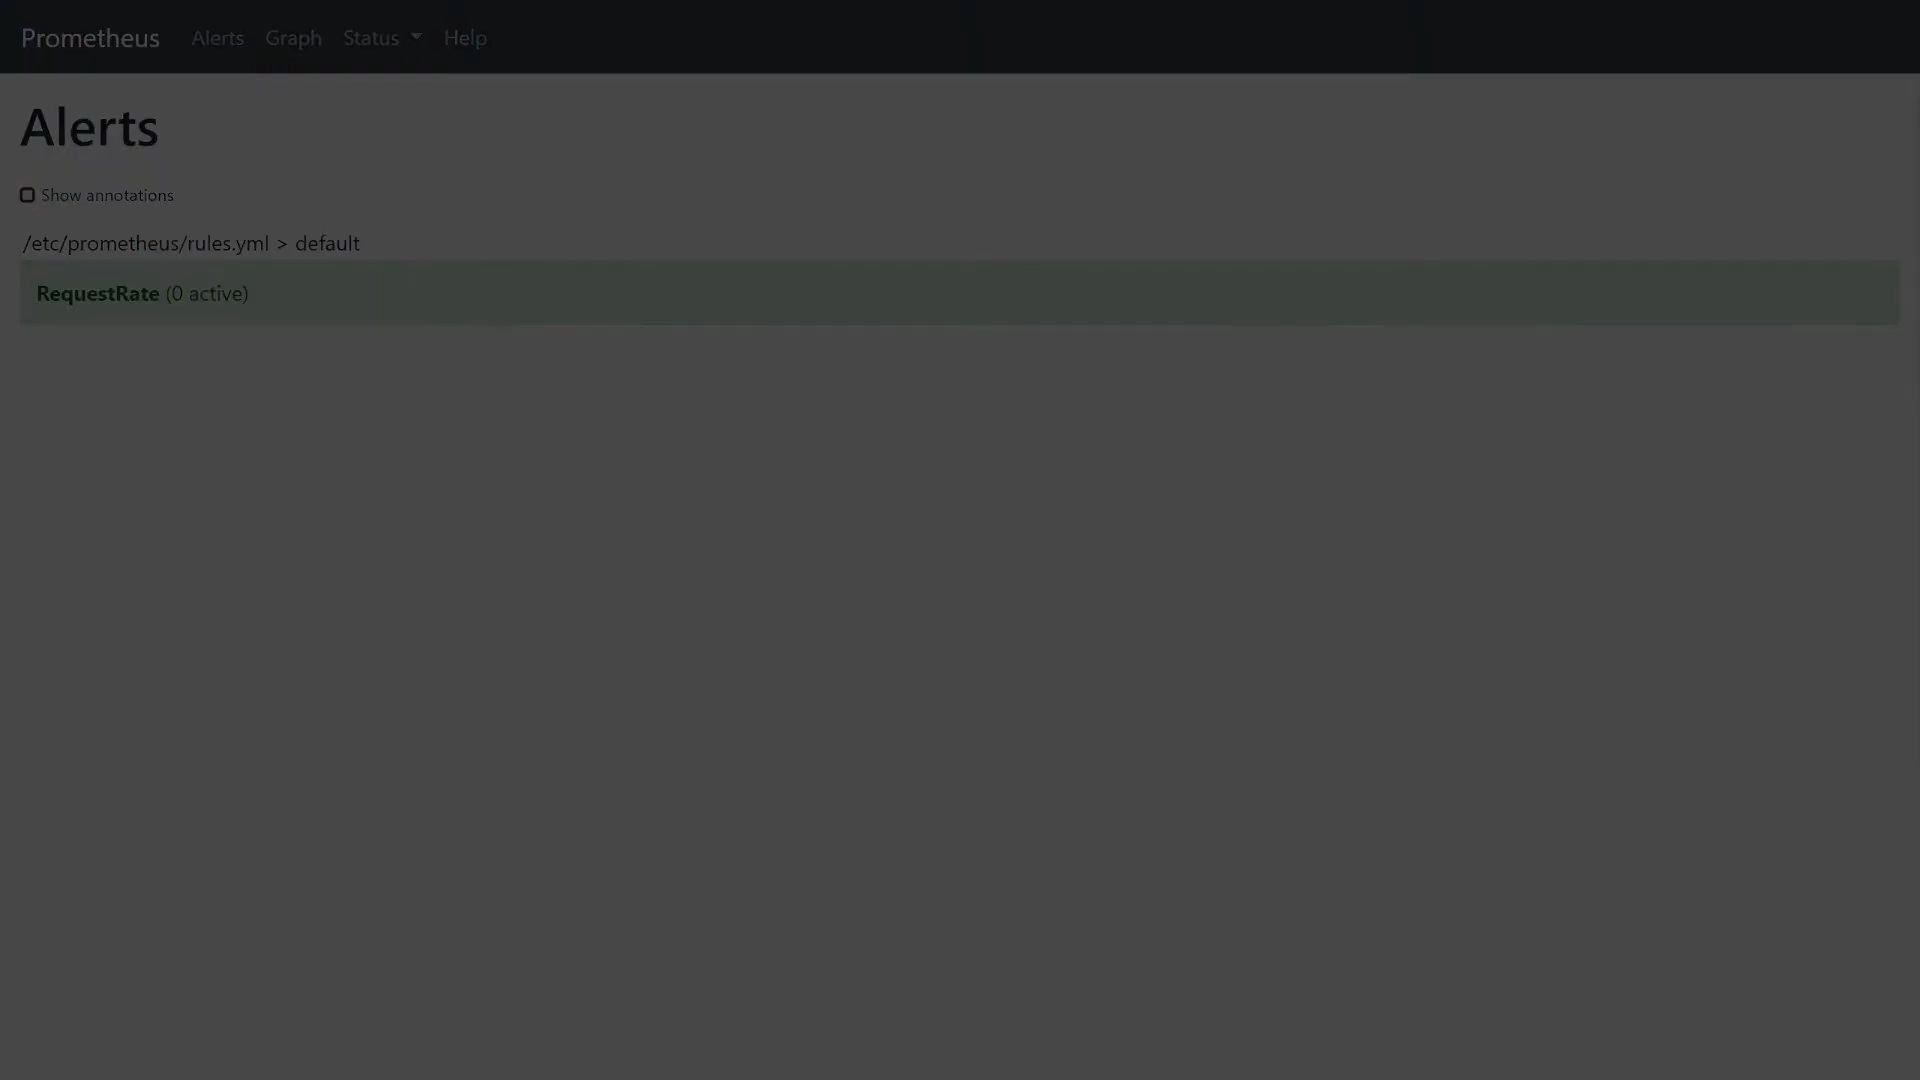 Prometheus Alerts Graph Status Help
Alerts
Show annotations
/etc/prometheus/rules.yml > default
RequestRate (0 active)